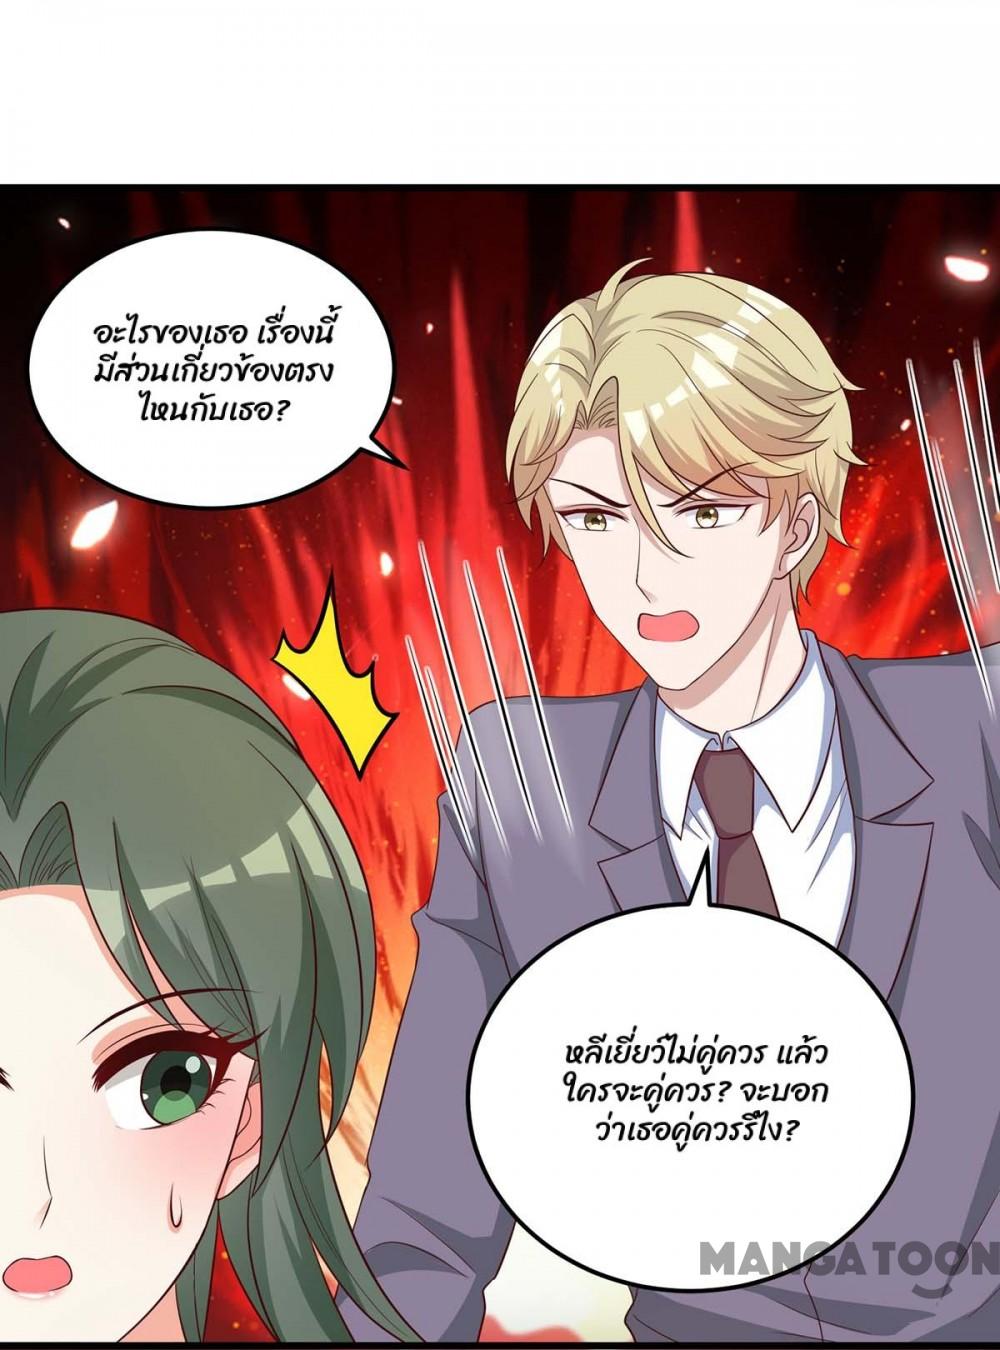 อะไรของเธอ เรื่องนี้
มีส่วนเกี่ยวข้องตรง
ไหนกับเธอ?
หลีเยี่ยว์ไม่คู่ควร แล้ว
ใครจะคู่ควร? จะบอก
ว่าเธอคู่ควรรึไง?
MANGATOON